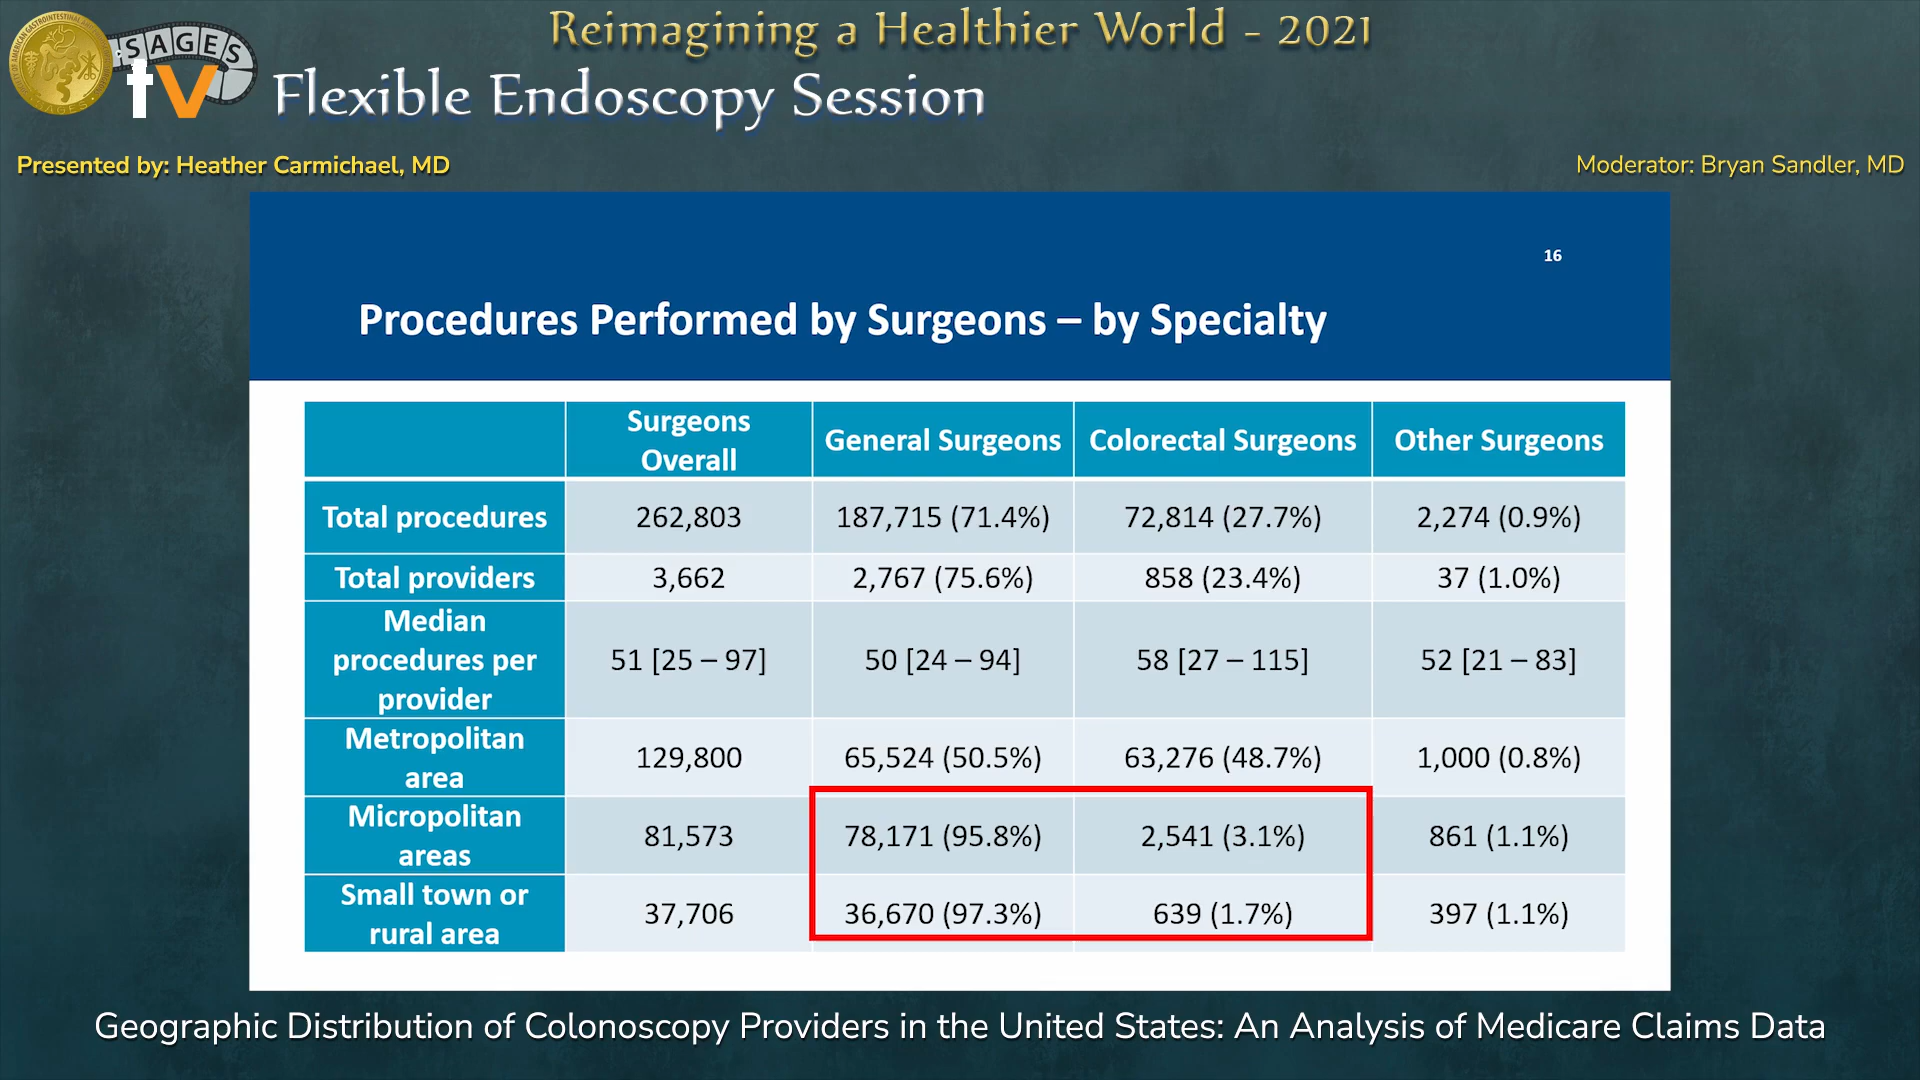 Reimagining a Healthier World - 2021
SAGES
tv
Flexible Endoscopy Session
Presented by: Heather Carmichael, MD
Moderator: Bryan Sandler, MD
16
Procedures Performed by Surgeons – by Specialty
Surgeons Overall General Surgeons Colorectal Surgeons Other Surgeons
Total procedures 262,803 187,715 (71.4%) 72,814 (27.7%) 2,274 (0.9%)
Total providers 3,662 2,767 (75.6%) 858 (23.4%) 37 (1.0%)
Median procedures per provider 51 [25 – 97] 50 [24 – 94] 58 [27 – 115] 52 [21 – 83]
Metropolitan area 129,800 65,524 (50.5%) 63,276 (48.7%) 1,000 (0.8%)
Micropolitan areas 81,573 78,171 (95.8%) 2,541 (3.1%) 861 (1.1%)
Small town or rural area 37,706 36,670 (97.3%) 639 (1.7%) 397 (1.1%)
Geographic Distribution of Colonoscopy Providers in the United States: An Analysis of Medicare Claims Data